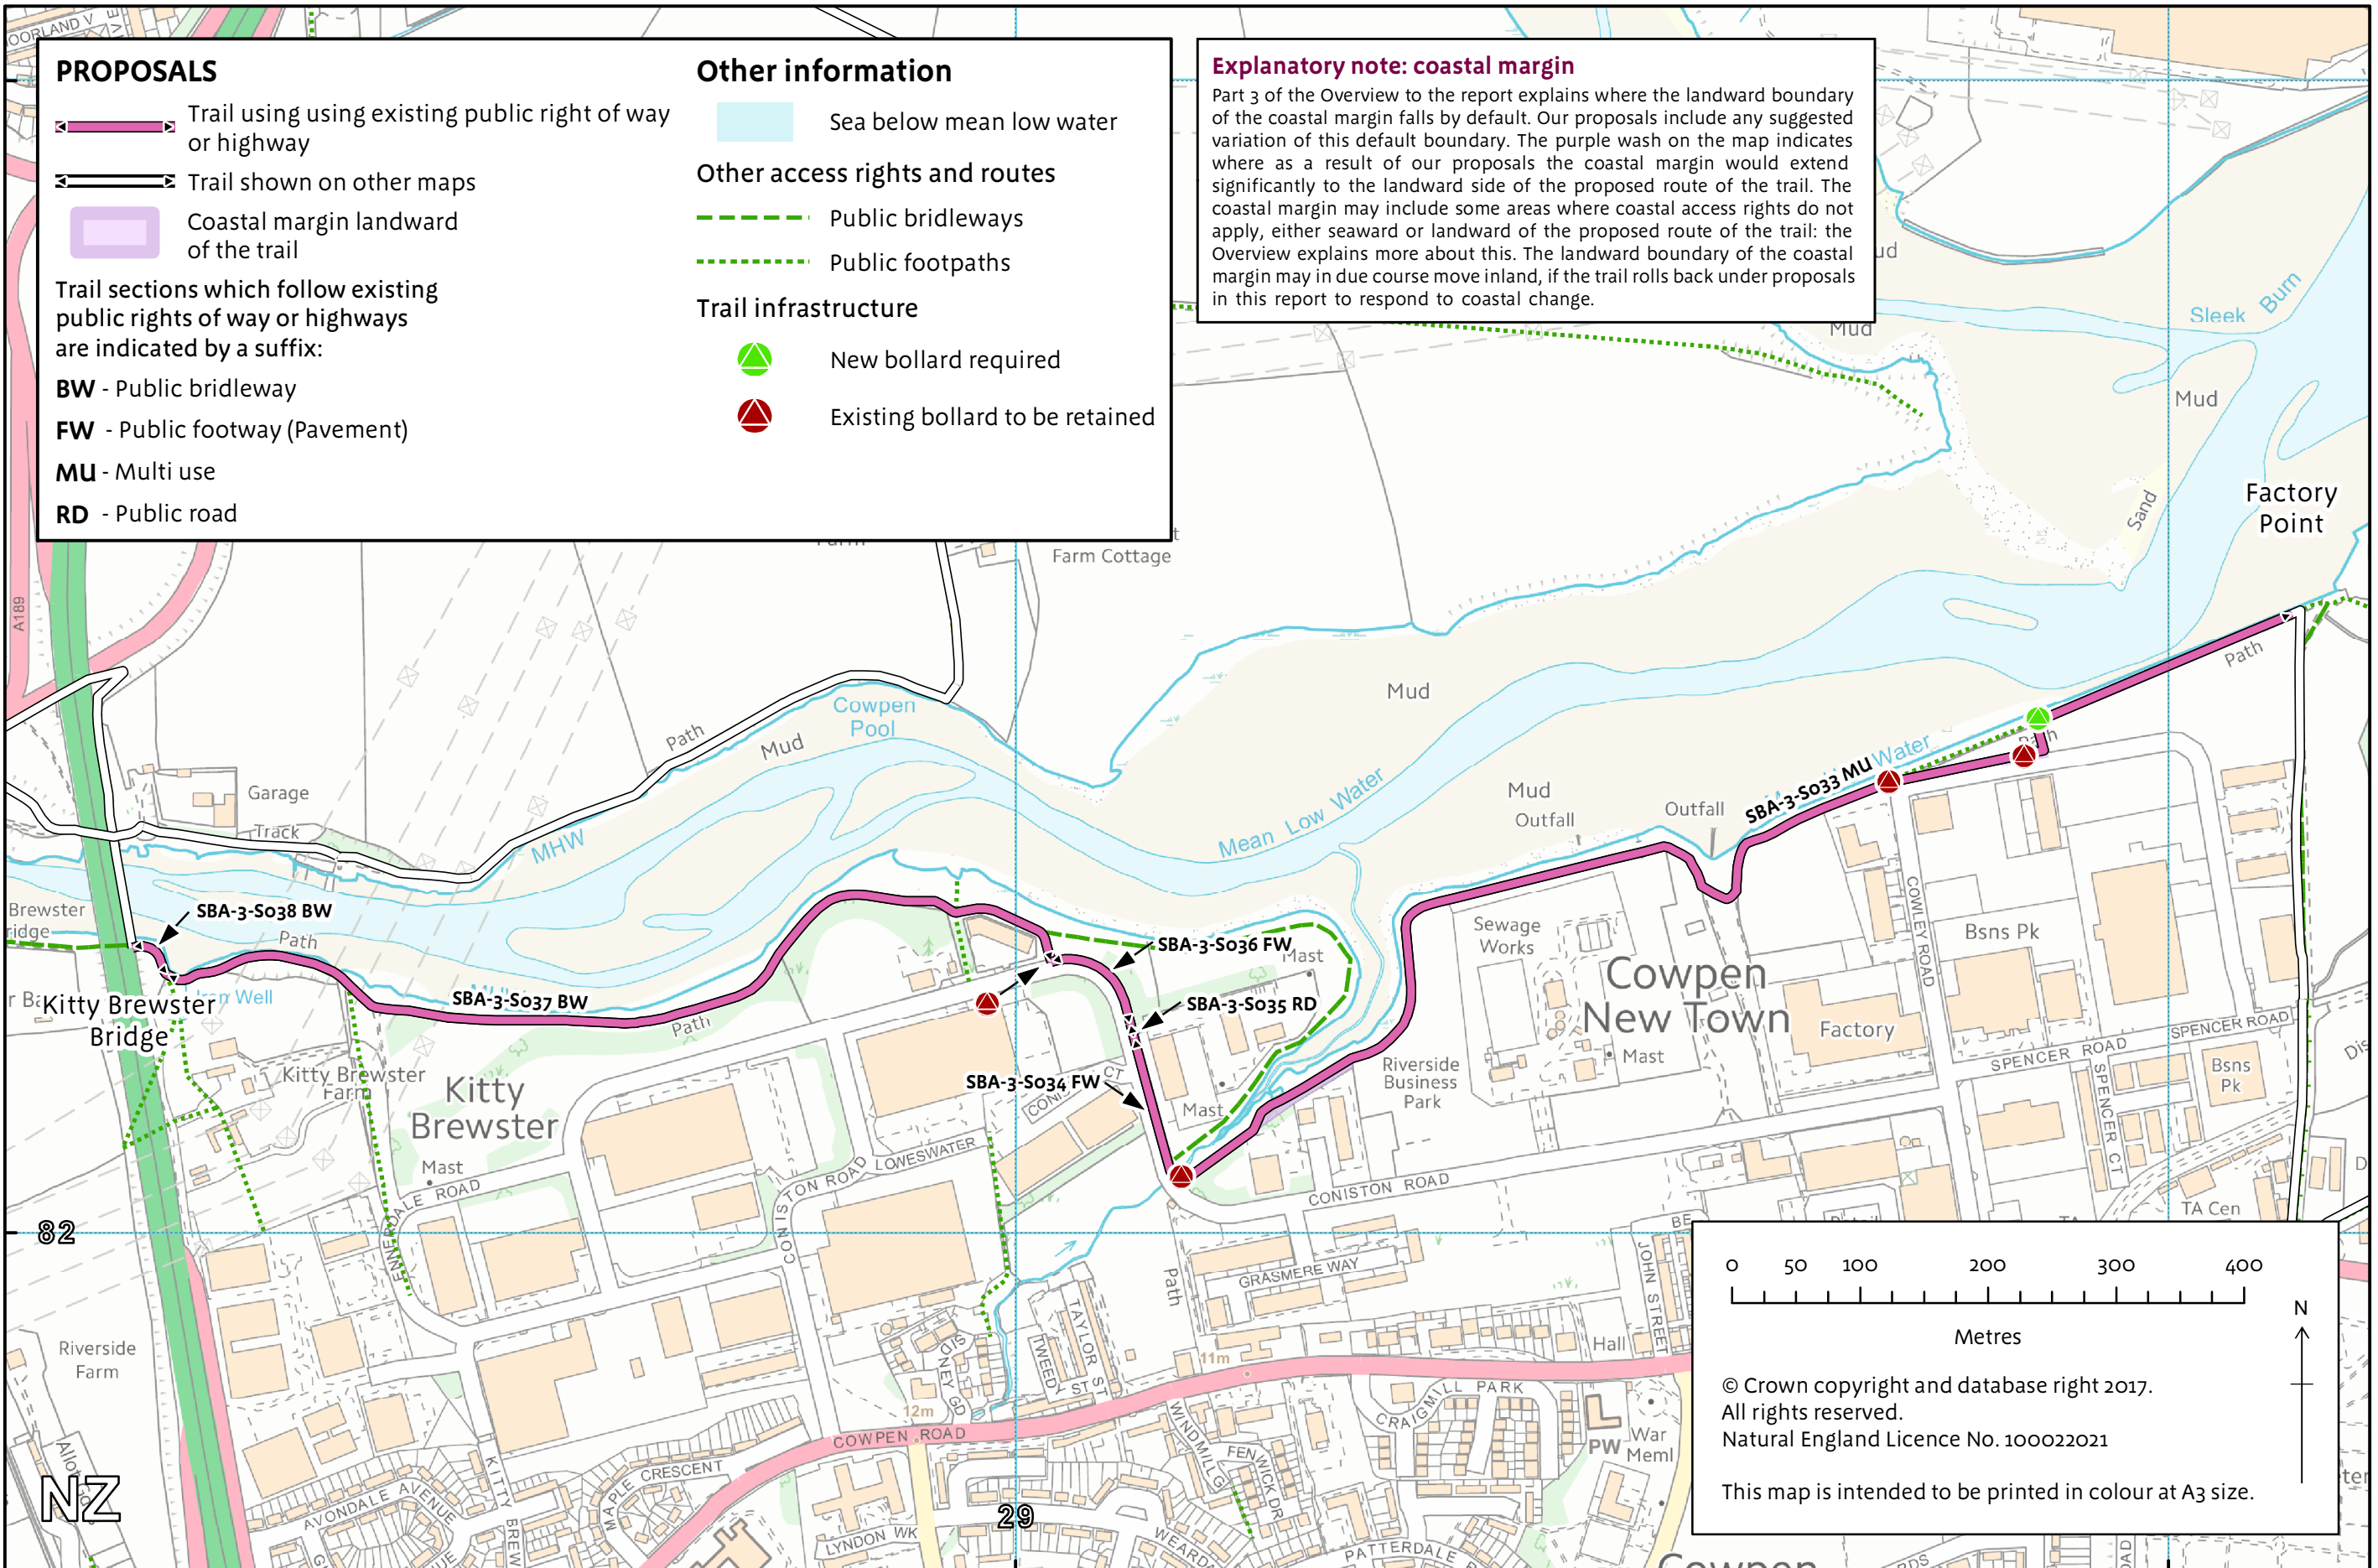 PROPOSALS
Trail using using existing public right of way
or highway
Trail shown on other maps
Coastal margin landward
of the trail
Trail sections which follow existing
public rights of way or highways
are indicated by a suffix:
BW - Public bridleway
FW - Public footway (Pavement)
MU - Multi use
RD - Public road
Other information
Sea below mean low water
Other access rights and routes
Public bridleways
Public footpaths
Trail infrastructure
New bollard required
Existing bollard to be retained
Explanatory note: coastal margin
Part 3 of the Overview to the report explains where the landward boundary
of the coastal margin falls by default. Our proposals include any suggested
variation of this default boundary. The purple wash on the map indicates
where as a result of our proposals the coastal margin would extend
significantly to the landward side of the proposed route of the trail. The
coastal margin may include some areas where coastal access rights do not
apply, either seaward or landward of the proposed route of the trail: the
Overview explains more about this. The landward boundary of the coastal
margin may in due course move inland, if the trail rolls back under proposals
in this report to respond to coastal change.
Mud
Sleek Burn
Mud
Sand
Factory
Point
Farm Cottage
A189
Path
Mud
Cowpen
Pool
Path
Mud
Garage
Track
MHW
Mean Low Water
Mud
Outfall
Outfall
SBA-3-S033 MU
Water
Path
Brewster
SBA-3-S038 BW
Path
SBA-3-S037 BW
Path
Kitty Brewster
Bridge
Well
SBA-3-S036 FW
Mast
SBA-3-S035 RD
SBA-3-S034 FW
Mast
Sewage
Works
Cowpen
New Town
Mast
COWLEY ROAD
Bsns Pk
Factory
SPENCER ROAD
SPENCER ROAD
SPENCER CT
Bsns
Pk
Riverside
Business
Park
Kitty Brewster
Farm
Kitty
Brewster
Mast
ENNERDALE ROAD
CONISTON ROAD
LOWESWATER
CONISTON ROAD
TA Cen
82
GRASMERE WAY
JOHN STREET
Path
Hall
Riverside
Farm
SIDNEY GD
TWEEDY ST
TAYLOR ST
11m
12m
COWPEN ROAD
CRAIGMILL PARK
PW
War
Meml
WINDMILL G
FENWICK DR
MAPLE CRESCENT
AVONDALE AVENUE
KITTY BREW
LYNDON WK
PATTERDALE
NZ
29
0 50 100 200 300 400
Metres
N
© Crown copyright and database right 2017.
All rights reserved.
Natural England Licence No. 100022021
This map is intended to be printed in colour at A3 size.